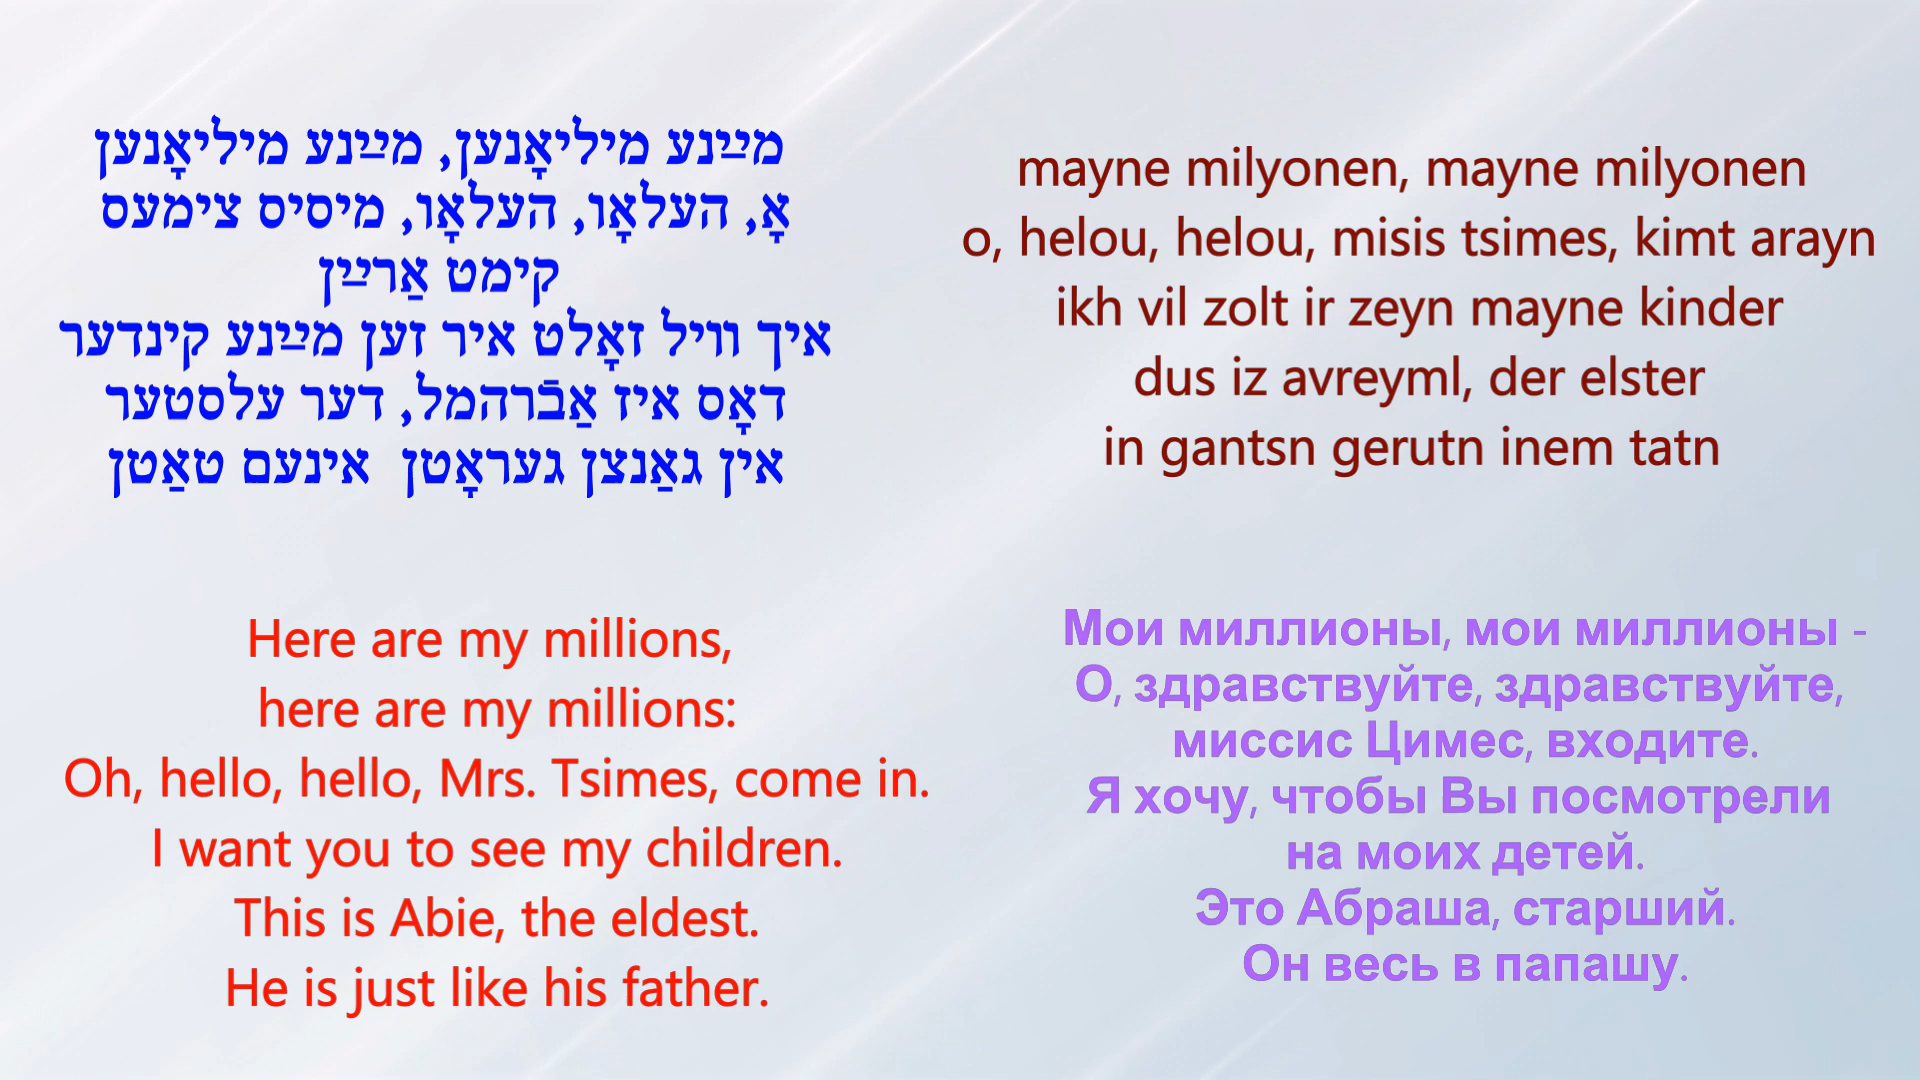 מײַנע מיליאָנען, מײַנע מיליאָנען
אָ, העלאָו, העלאָו, מיסיס צימעס
קימט אַרײַן
איך וויל זאָלט איר זען מײַנע קינדער
דאָס איז אַבֿרהמל, דער עלסטער
אין גאַנצן געראָטן  אינעם טאַטן
mayne milyonen, mayne milyonen
o, helou, helou, misis tsimes, kimt arayn
ikh vil zolt ir zeyn mayne kinder
dus iz avreyml, der elster
in gantsn gerutn inem tatn
Here are my millions,
here are my millions:
Oh, hello, hello, Mrs. Tsimes, come in.
I want you to see my children.
This is Abie, the eldest.
He is just like his father.
Мои миллионы, мои миллионы -
О, здравствуйте, здравствуйте,
миссис Цимес, входите.
Я хочу, чтобы Вы посмотрели
на моих детей.
Это Абраша, старший.
Он весь в папашу.